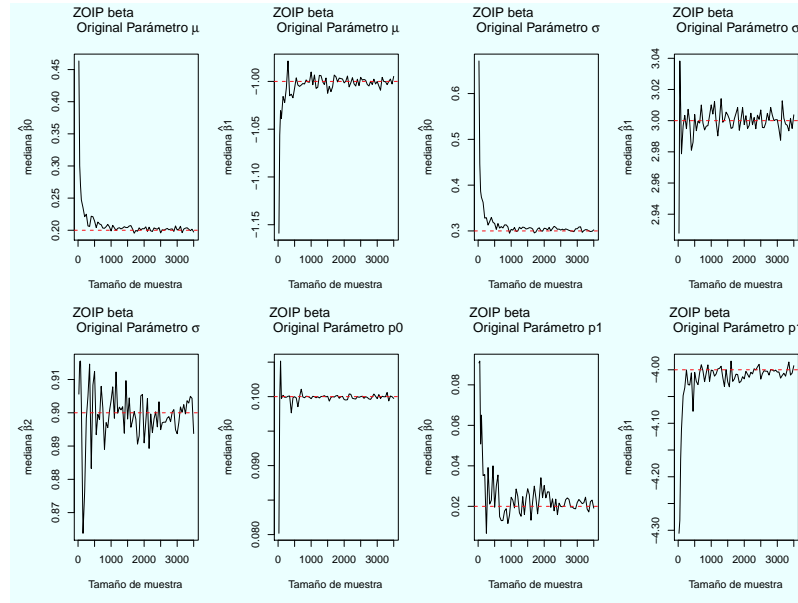 ZOIP beta
Original Parámetro μ
mediana β̂0
0.20
0.25
0.30
0.35
0.40
0.45
0
1000
3000
Tamaño de muestra
ZOIP beta
Original Parámetro μ
mediana β̂1
−1.15
−1.10
−1.05
−1.00
0
1000
3000
Tamaño de muestra
ZOIP beta
Original Parámetro σ
mediana β̂0
0.3
0.4
0.5
0.6
0
1000
3000
Tamaño de muestra
ZOIP beta
Original Parámetro σ
mediana β̂1
2.94
2.96
2.98
3.00
3.02
3.04
0
1000
3000
Tamaño de muestra
ZOIP beta
Original Parámetro σ
mediana β̂2
0.87
0.88
0.89
0.90
0.91
0
1000
3000
Tamaño de muestra
ZOIP beta
Original Parámetro p0
mediana β̂0
0.080
0.090
0.100
0
1000
3000
Tamaño de muestra
ZOIP beta
Original Parámetro p1
mediana β̂0
0.02
0.04
0.06
0.08
0
1000
3000
Tamaño de muestra
ZOIP beta
Original Parámetro p1
mediana β̂1
−4.30
−4.20
−4.10
−4.00
0
1000
3000
Tamaño de muestra